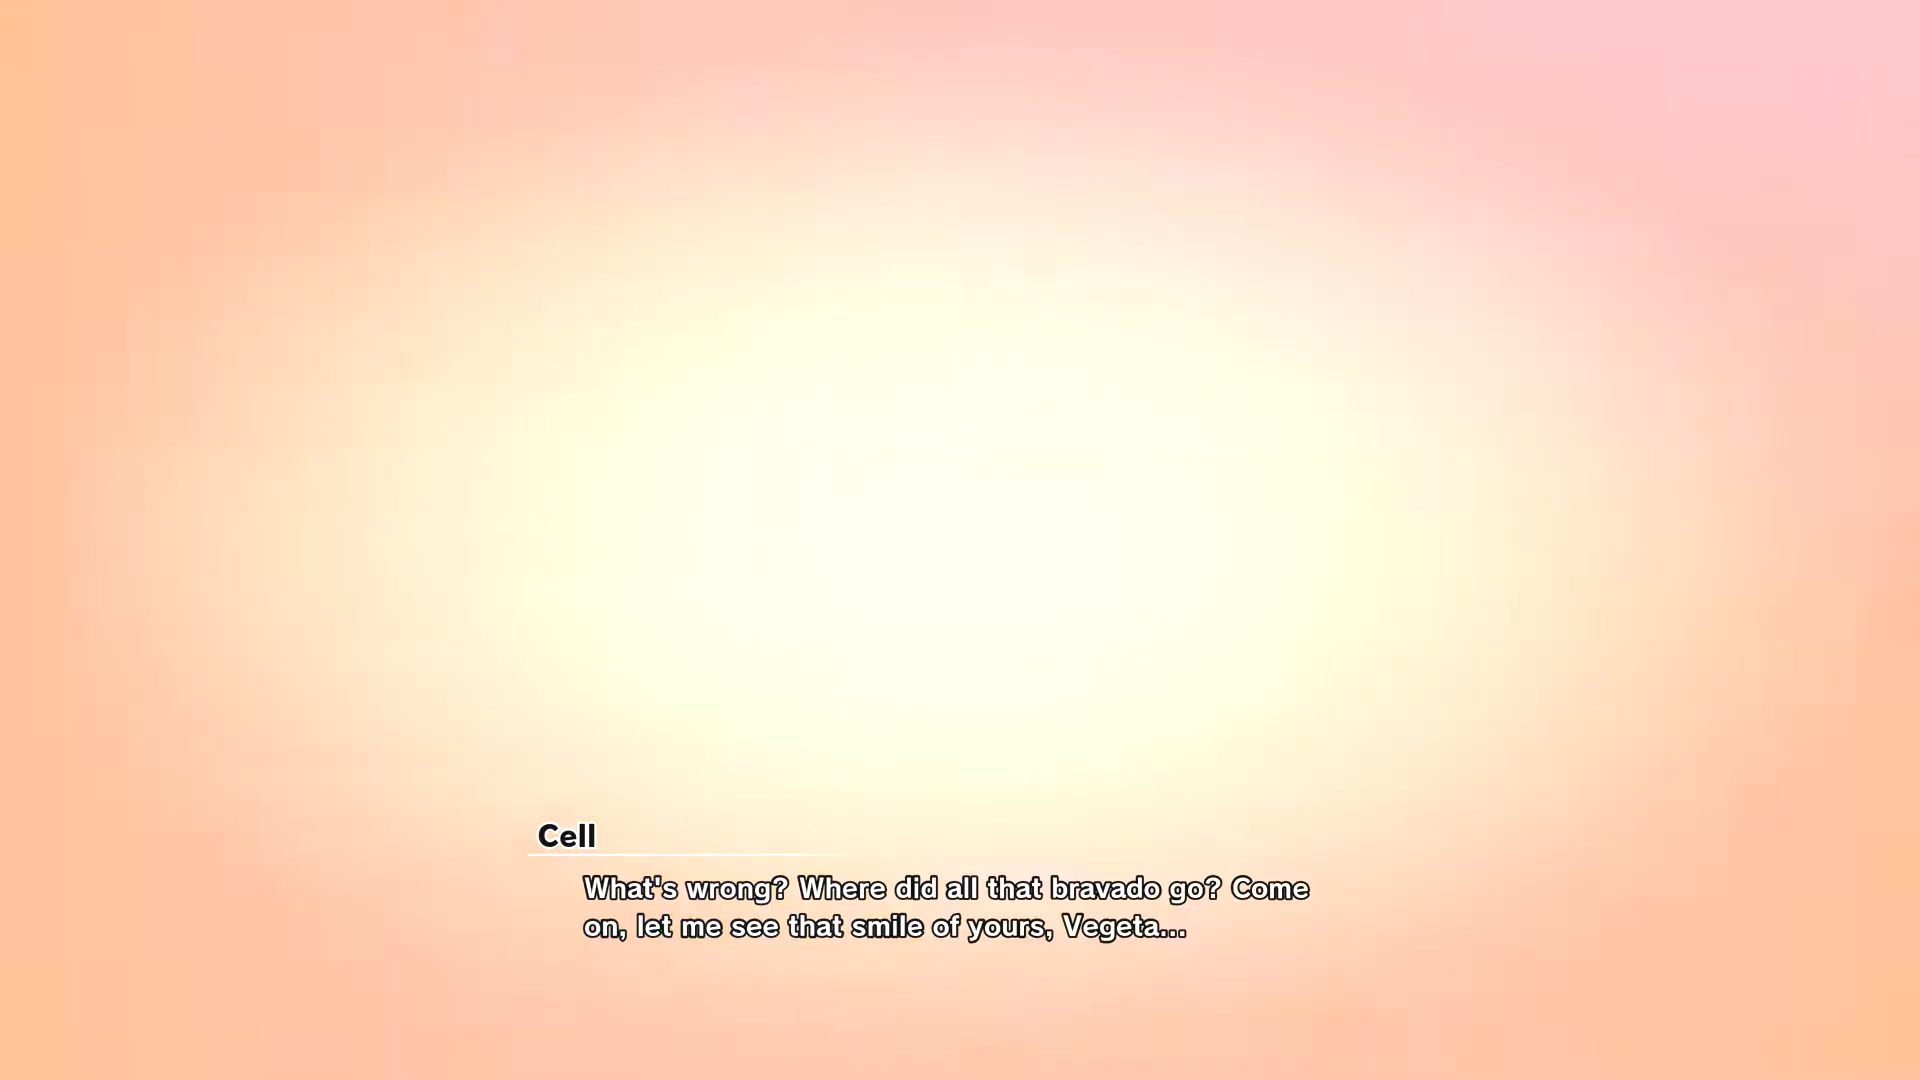 Cell
What's wrong? Where did all that bravado go? Come
on, let me see that smile of yours, Vegeta...